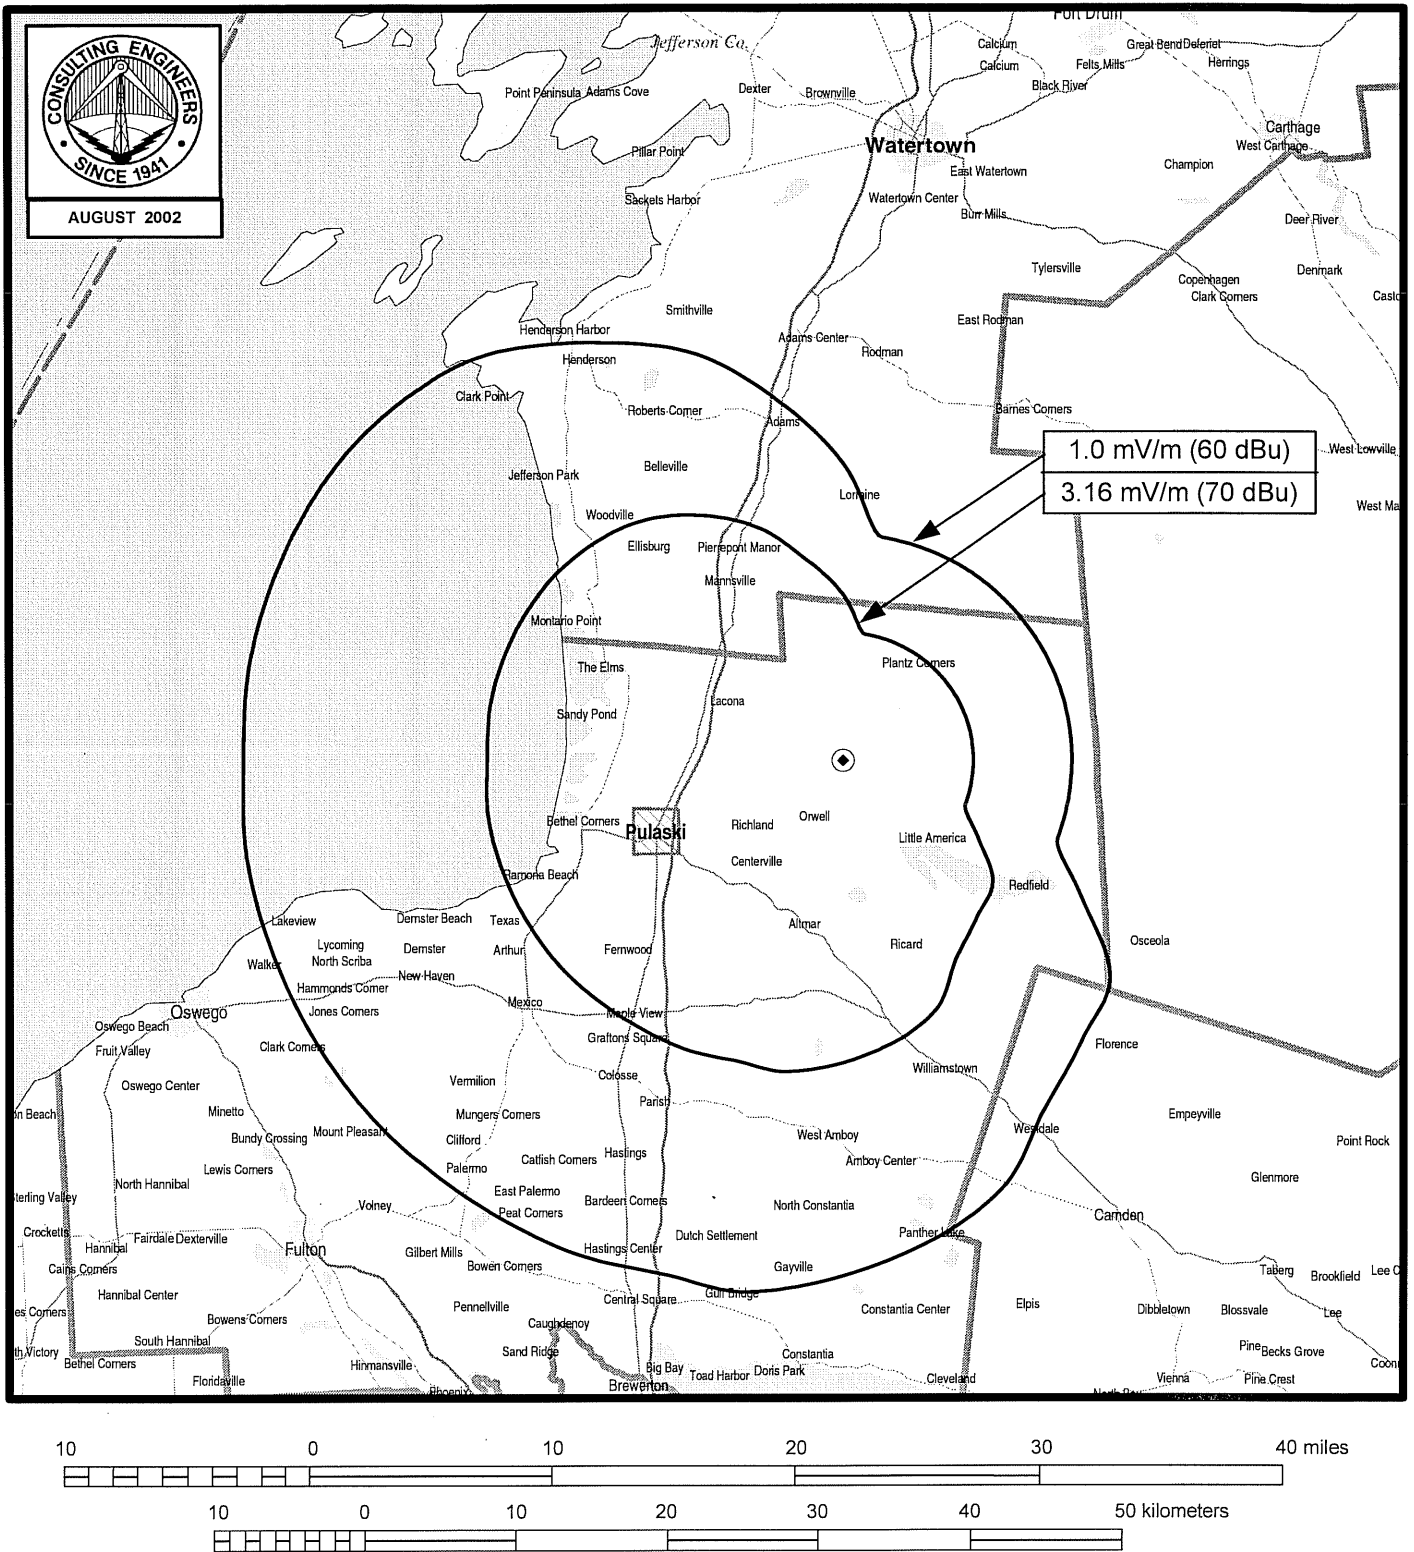 CONSULTING ENGINEERS
SINCE 1941
AUGUST 2002
Jefferson Co.
Fort Drum
Calcium
Great Bend
Deferiet
Calcium
Felts Mills
Herrings
Black River
Point Peninsula
Adams Cove
Dexter
Brownville
Carthage
West Carthage
Watertown
Pillar Point
Champion
East Watertown
Sackets Harbor
Watertown Center
Burr Mills
Deer River
Tylersville
Denmark
Copenhagen
Clark Corners
Smithville
East Rodman
Henderson Harbor
Adams Center
Rodman
Henderson
Clark Point
Roberts Corner
Adams
Barnes Corners
1.0 mV/m (60 dBu)
West Lowville
Belleville
Jefferson Park
3.16 mV/m (70 dBu)
Lorraine
West Ma
Woodville
Ellisburg
Pierrepont Manor
Mannsville
Montario Point
The Elms
Plantz Corners
Lacona
Sandy Pond
Bethel Corners
Pulaski
Richland
Orwell
Little America
Centerville
Ramona Beach
Redfield
Lakeview
Demster Beach
Texas
Altmar
Lycoming
Demster
Arthur
Fernwood
Ricard
Osceola
North Scriba
Walker
New Haven
Hammonds Corner
Mexico
Jones Corners
Oswego
Maple View
Oswego Beach
Graftons Square
Fruit Valley
Clark Corners
Florence
Williamstown
Colosse
Oswego Center
Vermilion
Parish
on Beach
Minetto
Mungers Corners
Empeyville
Bundy Crossing
Mount Pleasant
Clifford
West Amboy
Westdale
Point Rock
Hastings
Catfish Corners
Amboy Center
Lewis Corners
Palermo
North Hannibal
East Palermo
Glenmore
Sterling Valley
Volney
Bardeen Corners
North Constantia
Peat Corners
Camden
Crocketts
Fairdale
Dexterville
Dutch Settlement
Panther Lake
Hannibal
Fulton
Gilbert Mills
Hastings Center
Bowen Corners
Gayville
Cains Corners
Taberg
Brookfield
Lee C
Hannibal Center
Gulf Bridge
Central Square
es Corners
Pennellville
Constantia Center
Elpis
Dibbletown
Blossvale
Lee
Bowens Corners
Caughdenoy
South Hannibal
th Victory
Sand Ridge
Constantia
Pine
Becks Grove
Bethel Corners
Hinmansville
Big Bay
Toad Harbor
Doris Park
Coon
Floridaville
Phoenix
Brewerton
Cleveland
Vienna
Pine Crest
10 0 10 20 30 40 miles
10 0 10 20 30 40 50 kilometers